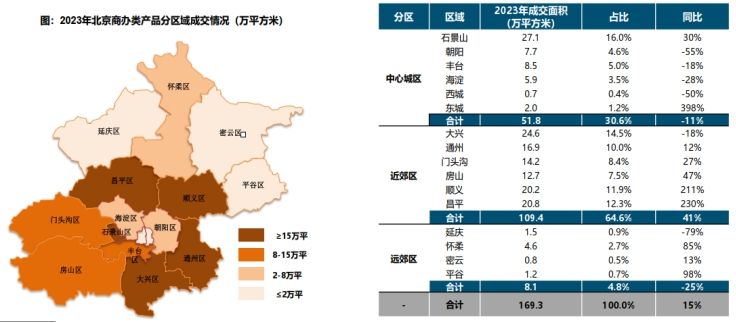 图：2023年北京商办类产品分区域成交情况（万平方米）
怀柔区
延庆区
密云区
昌平区
顺义区
平谷区
门头沟区
海淀区
朝阳区
石景山区
丰台区
通州区
房山区
大兴区
≥15万平
8-15万平
2-8万平
≤2万平
分区 区域 2023年成交面积（万平方米） 占比 同比
中心城区
石景山 27.1 16.0% 30%
朝阳 7.7 4.6% -55%
丰台 8.5 5.0% -18%
海淀 5.9 3.5% -28%
西城 0.7 0.4% -50%
东城 2.0 1.2% 398%
合计 51.8 30.6% -11%
近郊区
大兴 24.6 14.5% -18%
通州 16.9 10.0% 12%
门头沟 14.2 8.4% 27%
房山 12.7 7.5% 47%
顺义 20.2 11.9% 211%
昌平 20.8 12.3% 230%
合计 109.4 64.6% 41%
远郊区
延庆 1.5 0.9% -79%
怀柔 4.6 2.7% 85%
密云 0.8 0.5% 13%
平谷 1.2 0.7% 98%
合计 8.1 4.8% -25%
- 合计 169.3 100.0% 15%